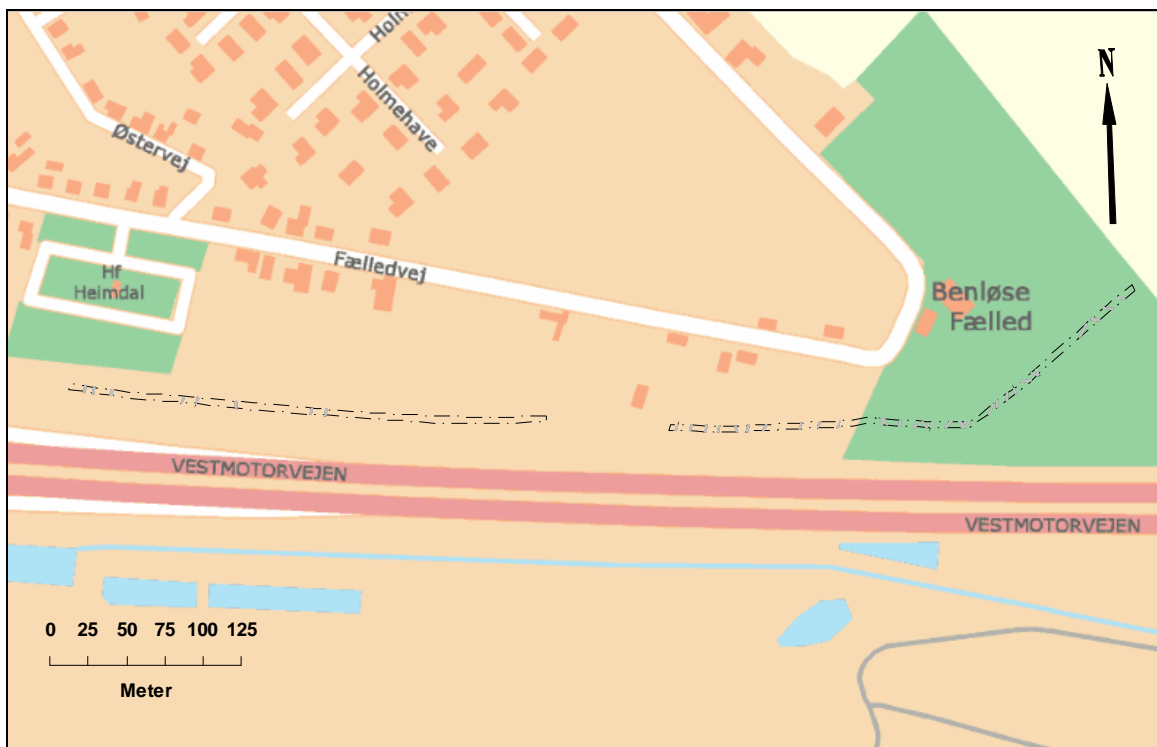 Holm
Holmehave
N
Østervej
Fælledvej
Hf
Heimdal
Benløse
Fælled
VESTMOTORVEJEN
VESTMOTORVEJEN
0 25 50 75 100 125
Meter